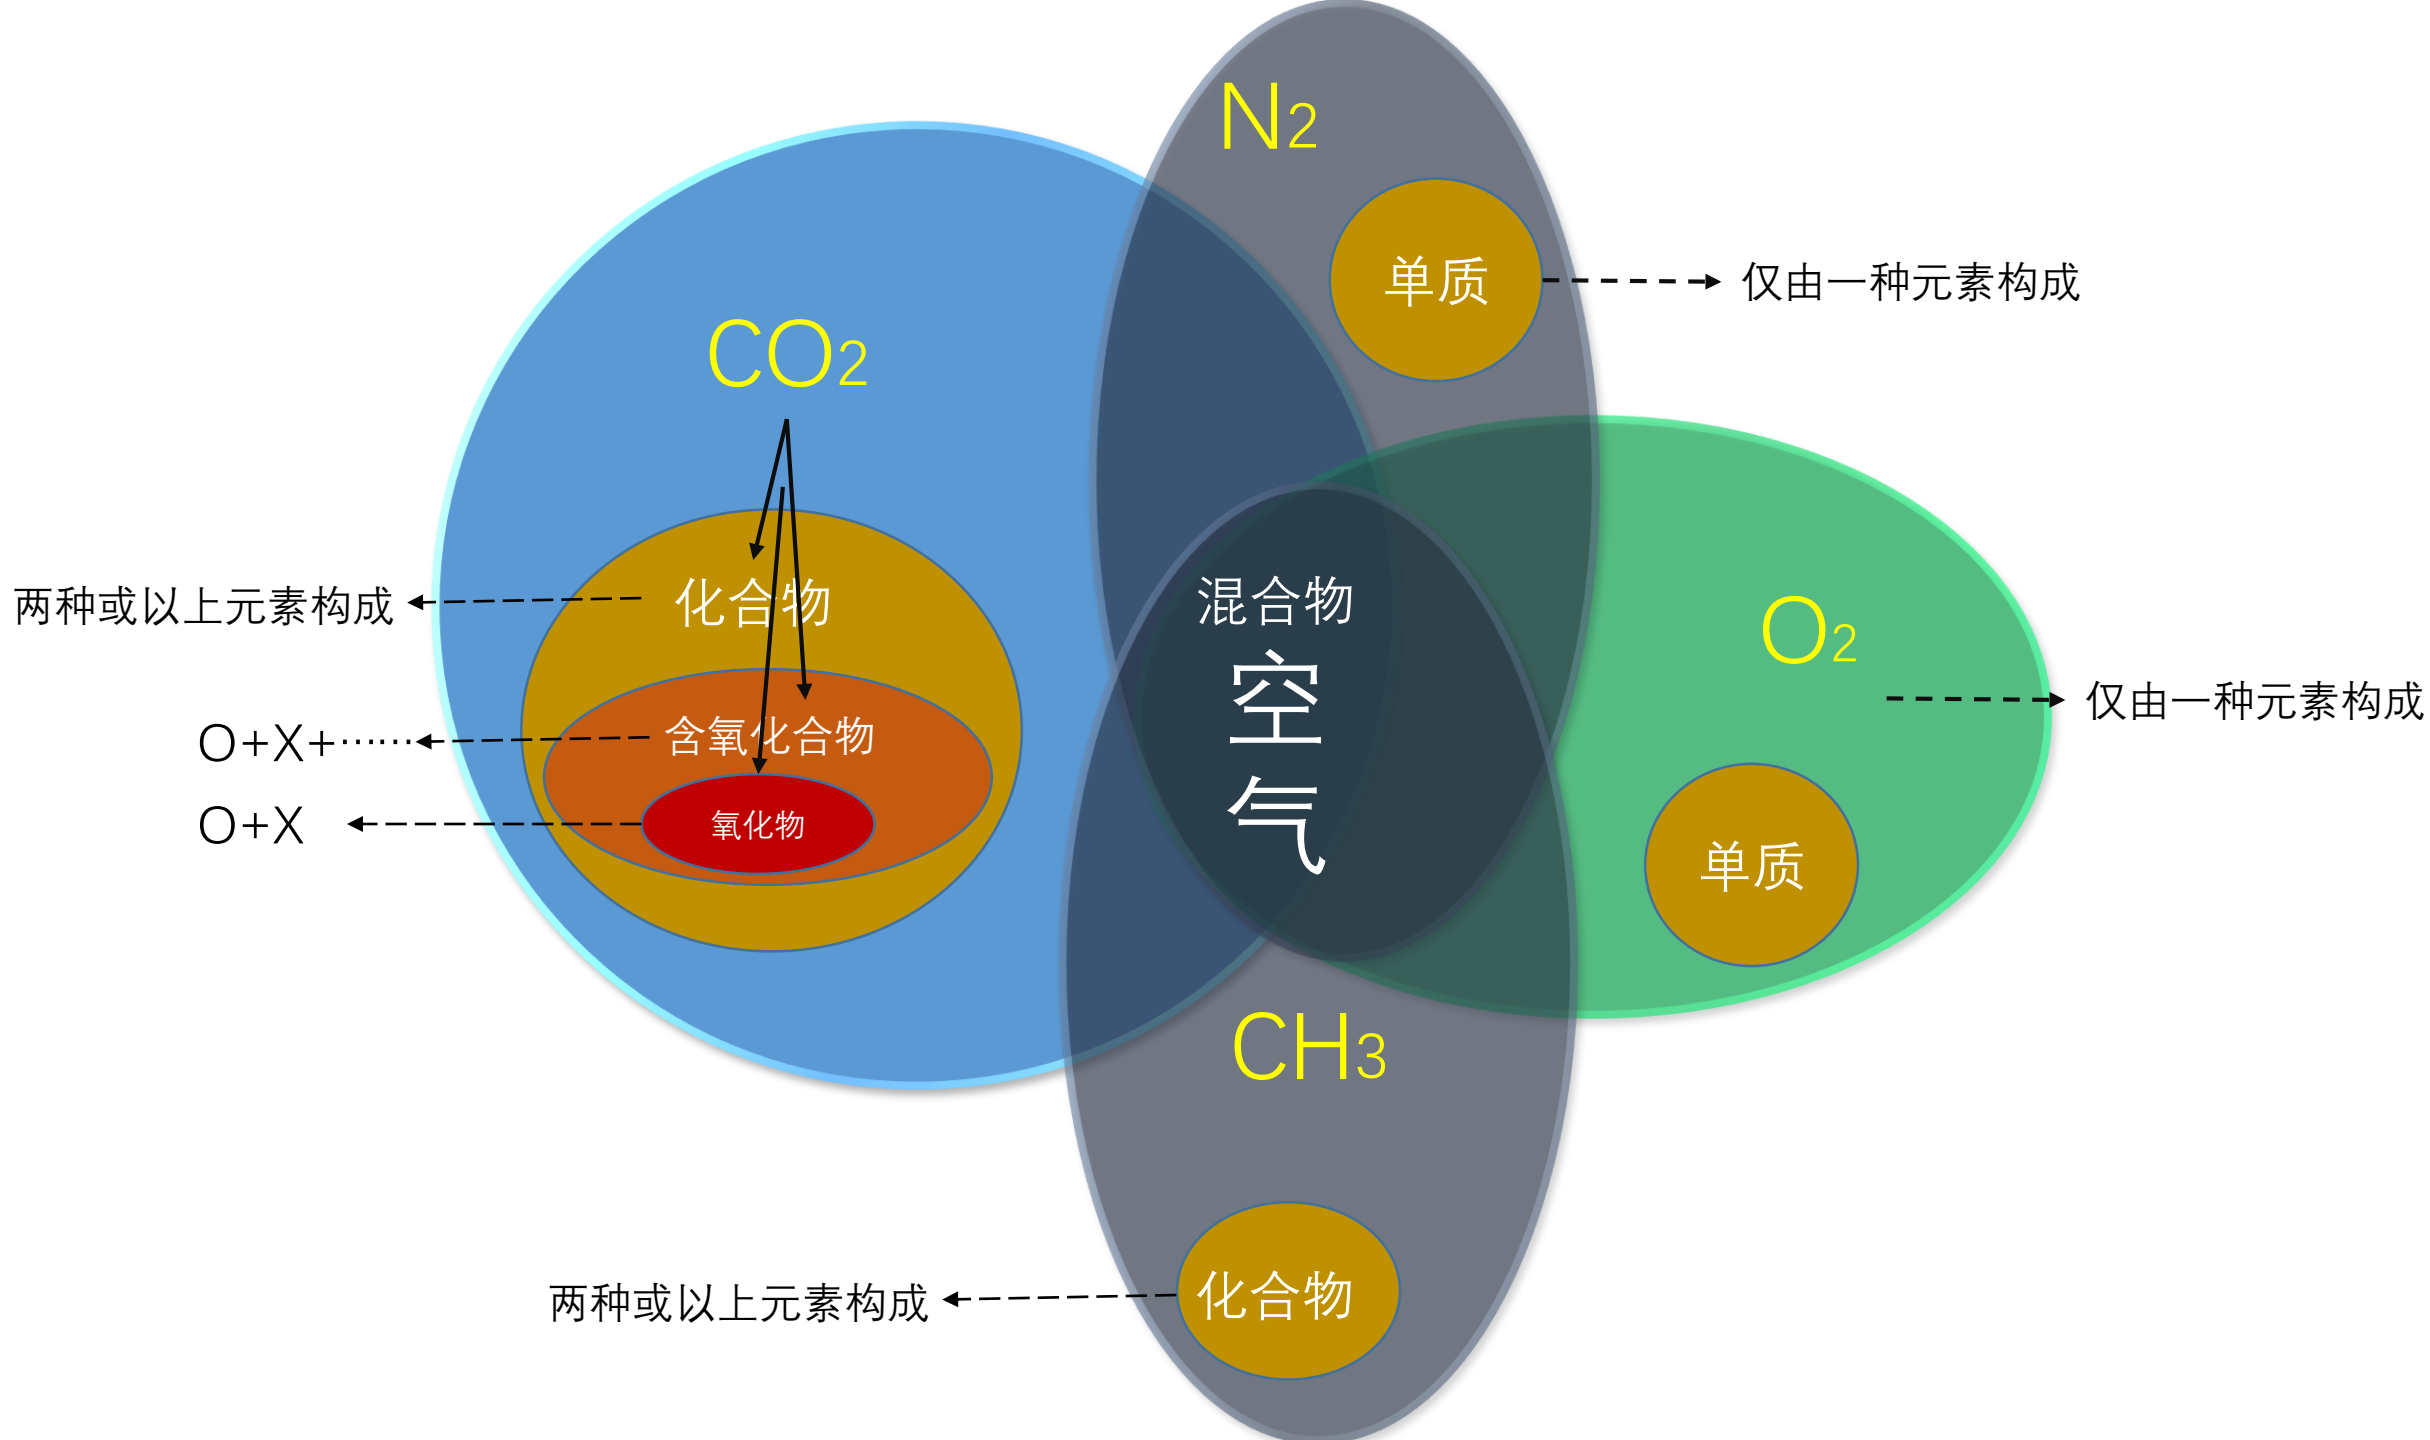 N2
单质
仅由一种元素构成
CO2
化合物
两种或以上元素构成
含氧化合物
O+X+……
氧化物
O+X
混合物
空
气
O2
仅由一种元素构成
单质
CH3
化合物
两种或以上元素构成